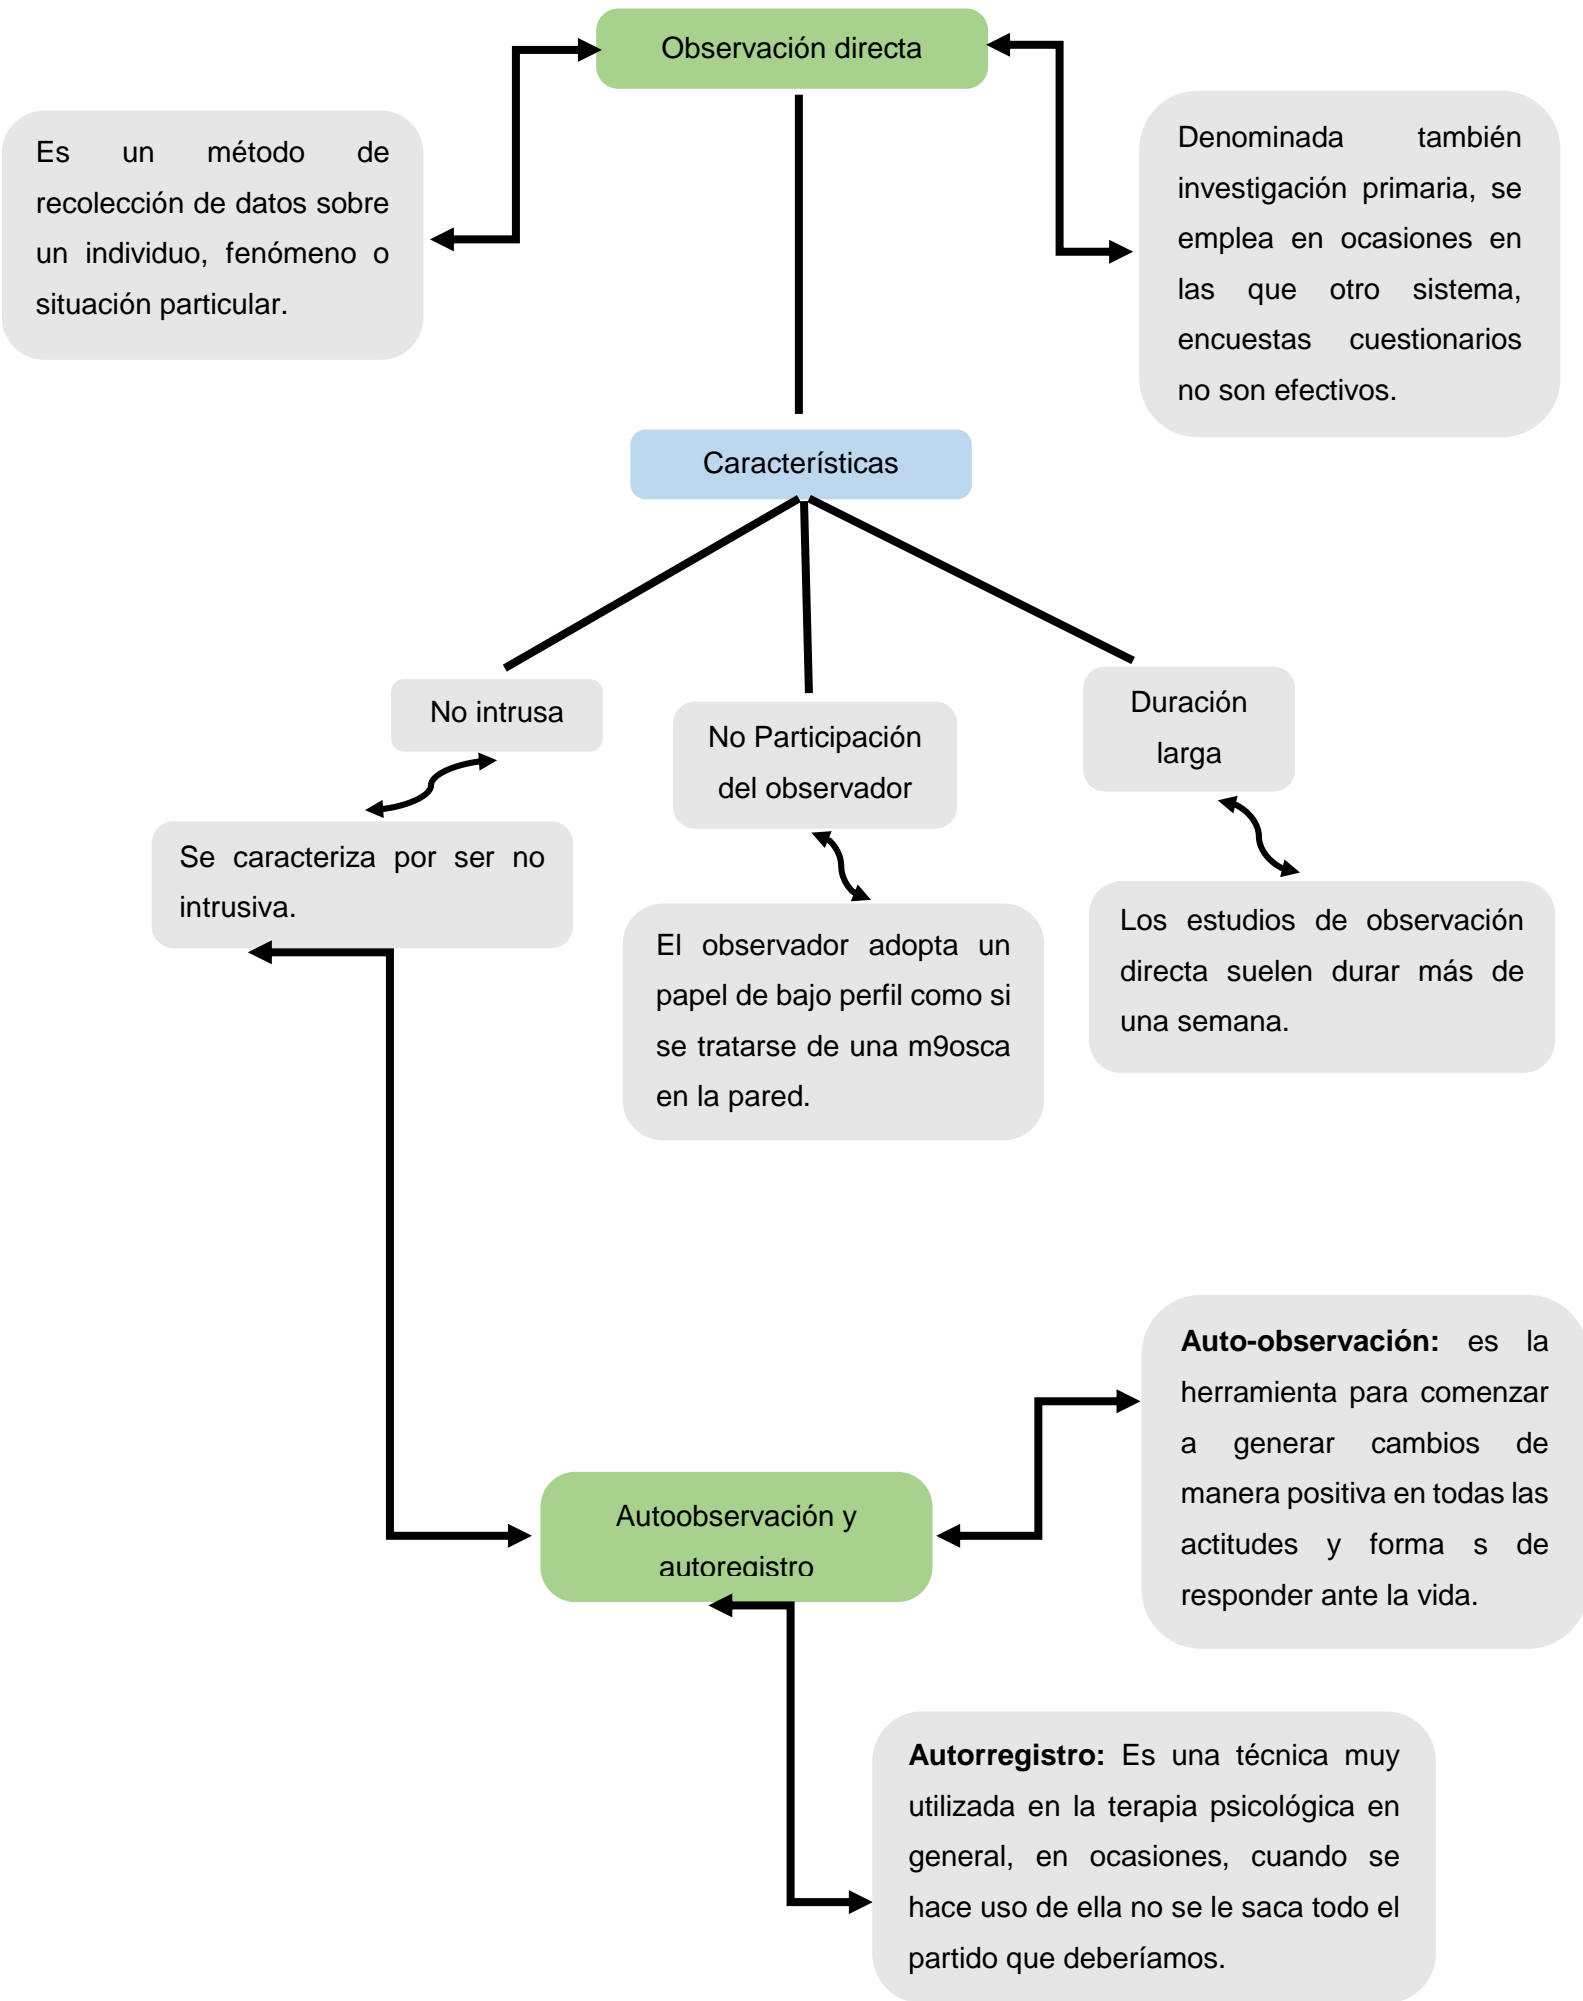 Observación directa
Es un método de
recolección de datos sobre
un individuo, fenómeno o
situación particular.
Denominada también
investigación primaria, se
emplea en ocasiones en
las que otro sistema,
encuestas cuestionarios
no son efectivos.
Características
No intrusa
No Participación
del observador
Duración
larga
Se caracteriza por ser no
intrusiva.
El observador adopta un
papel de bajo perfil como si
se tratarse de una m9osca
en la pared.
Los estudios de observación
directa suelen durar más de
una semana.
Auto-observación: es la
herramienta para comenzar
a generar cambios de
manera positiva en todas las
actitudes y forma s de
responder ante la vida.
Autoobservación y
autoregistro
Autorregistro: Es una técnica muy
utilizada en la terapia psicológica en
general, en ocasiones, cuando se
hace uso de ella no se le saca todo el
partido que deberíamos.